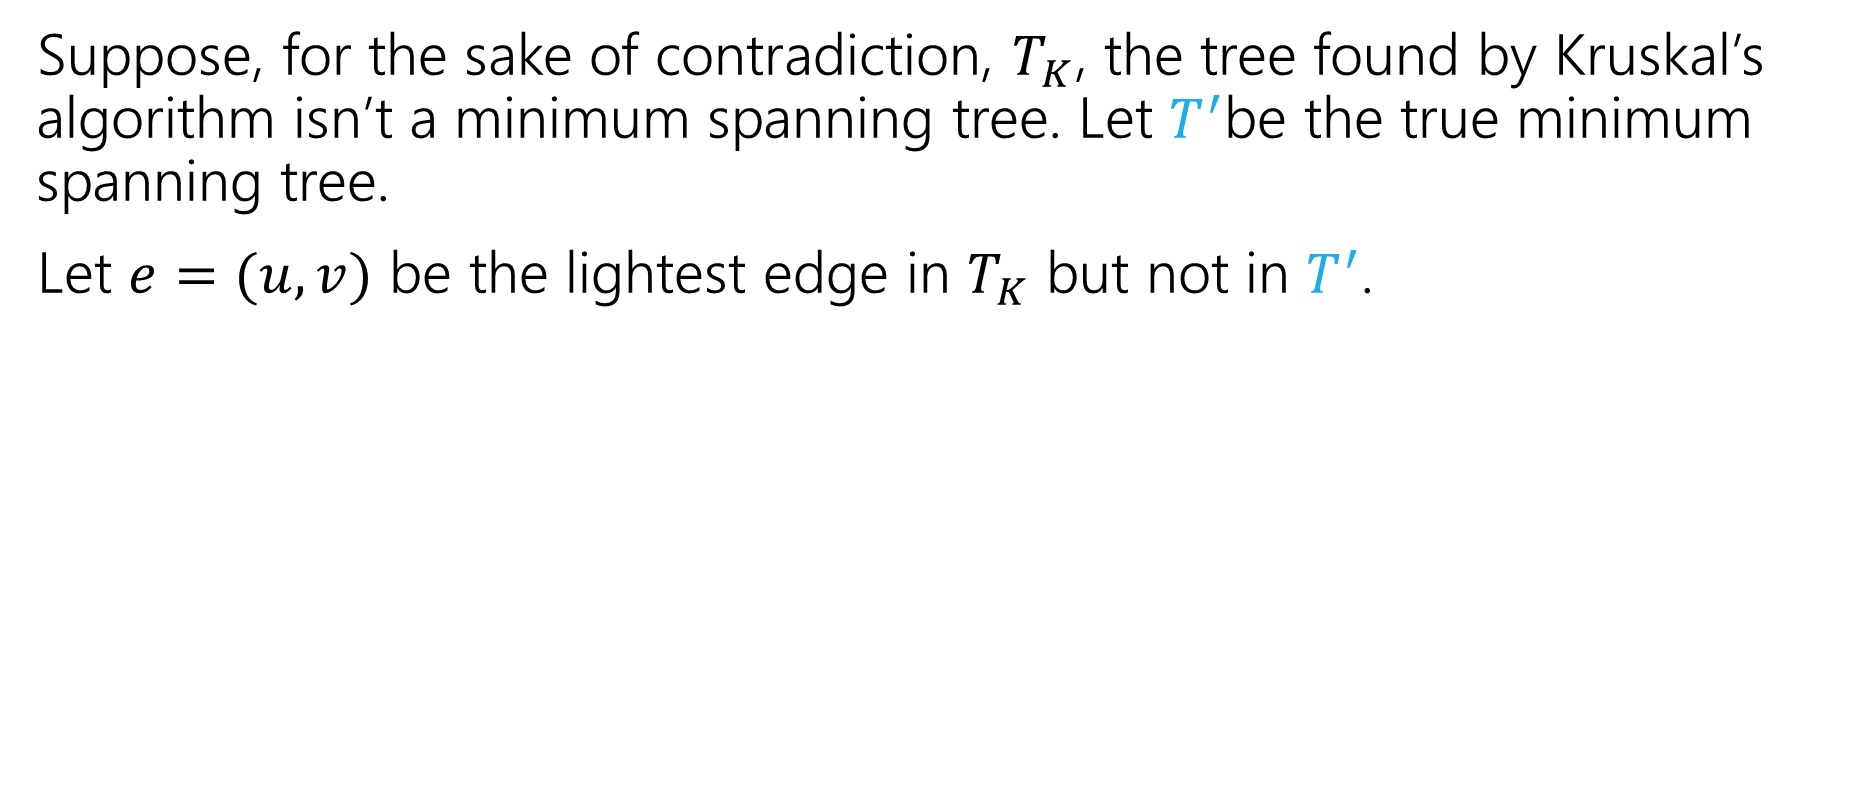 Suppose, for the sake of contradiction, T_K, the tree found by Kruskal's
algorithm isn't a minimum spanning tree. Let T′be the true minimum
spanning tree.
Let e = (u, v) be the lightest edge in T_K but not in T′.